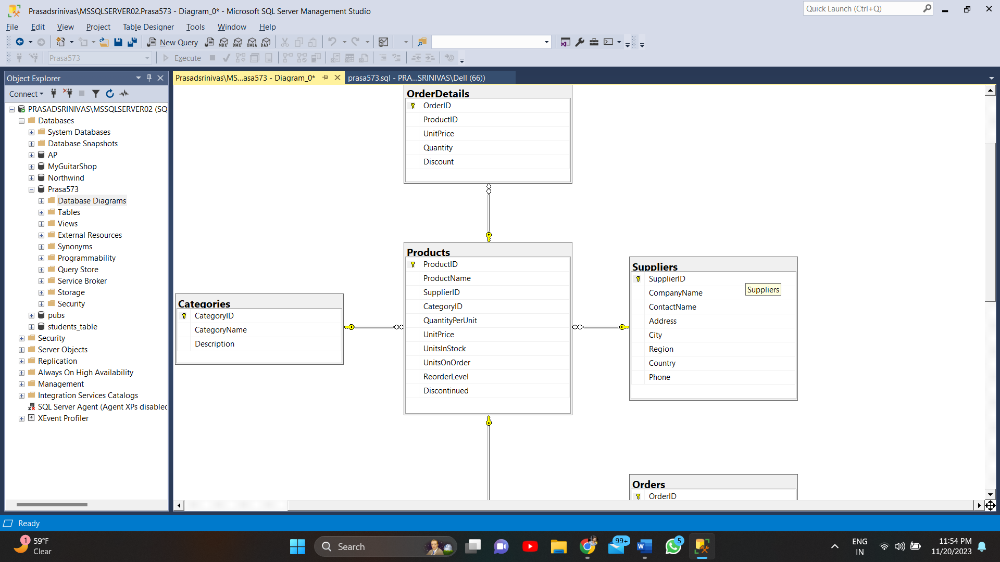 Prasadsrinivas\MSSQLSERVER02.Prasa573 - Diagram_0* - Microsoft SQL Server Management Studio
Quick Launch (Ctrl+Q)
File Edit View Project Table Designer Tools Window Help
New Query MDX DMX XMLA DAX
Prasa573 Execute
Object Explorer
Connect
PRASADSRINIVAS\MSSQLSERVER02 (SQ
Databases
System Databases
Database Snapshots
AP
MyGuitarShop
Northwind
Prasa573
Database Diagrams
Tables
Views
External Resources
Synonyms
Programmability
Query Store
Service Broker
Storage
Security
pubs
students_table
Security
Server Objects
Replication
Always On High Availability
Management
Integration Services Catalogs
SQL Server Agent (Agent XPs disabled
XEvent Profiler
Prasadsrinivas\MS...asa573 - Diagram_0*
prasa573.sql - PRA...SRINIVAS\Dell (66))
OrderDetails
OrderID
ProductID
UnitPrice
Quantity
Discount
Products
ProductID
ProductName
SupplierID
CategoryID
QuantityPerUnit
UnitPrice
UnitsInStock
UnitsOnOrder
ReorderLevel
Discontinued
Categories
CategoryID
CategoryName
Description
Suppliers
SupplierID
CompanyName
ContactName
Address
City
Region
Country
Phone
Suppliers
Orders
OrderID
Ready
1
59°F
Clear
Search
99+
5
ENG
IN
11:54 PM
11/20/2023